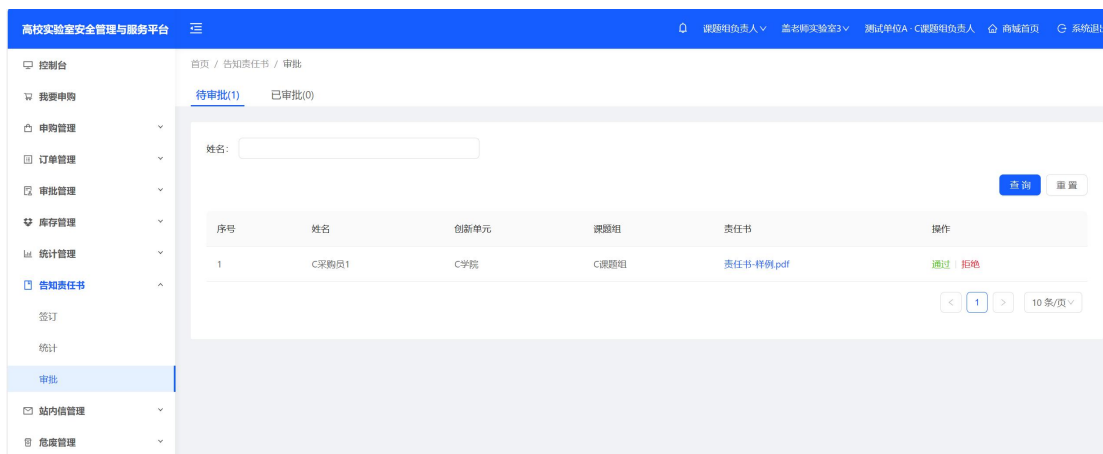 高校实验室安全管理与服务平台 课题组负责人 盖老师实验室3 测试单位A · C课题组负责人 商城首页 系统退出
控制台
我要申购
申购管理
订单管理
审批管理
库存管理
统计管理
告知责任书
签订
统计
审批
站内信管理
危废管理
首页 / 告知责任书 / 审批
待审批(1) 已审批(0)
姓名:
查询 重置
序号 姓名 创新单元 课题组 责任书 操作
1 C采购员1 C学院 C课题组 责任书-样例.pdf 通过 拒绝
< 1 > 10 条/页